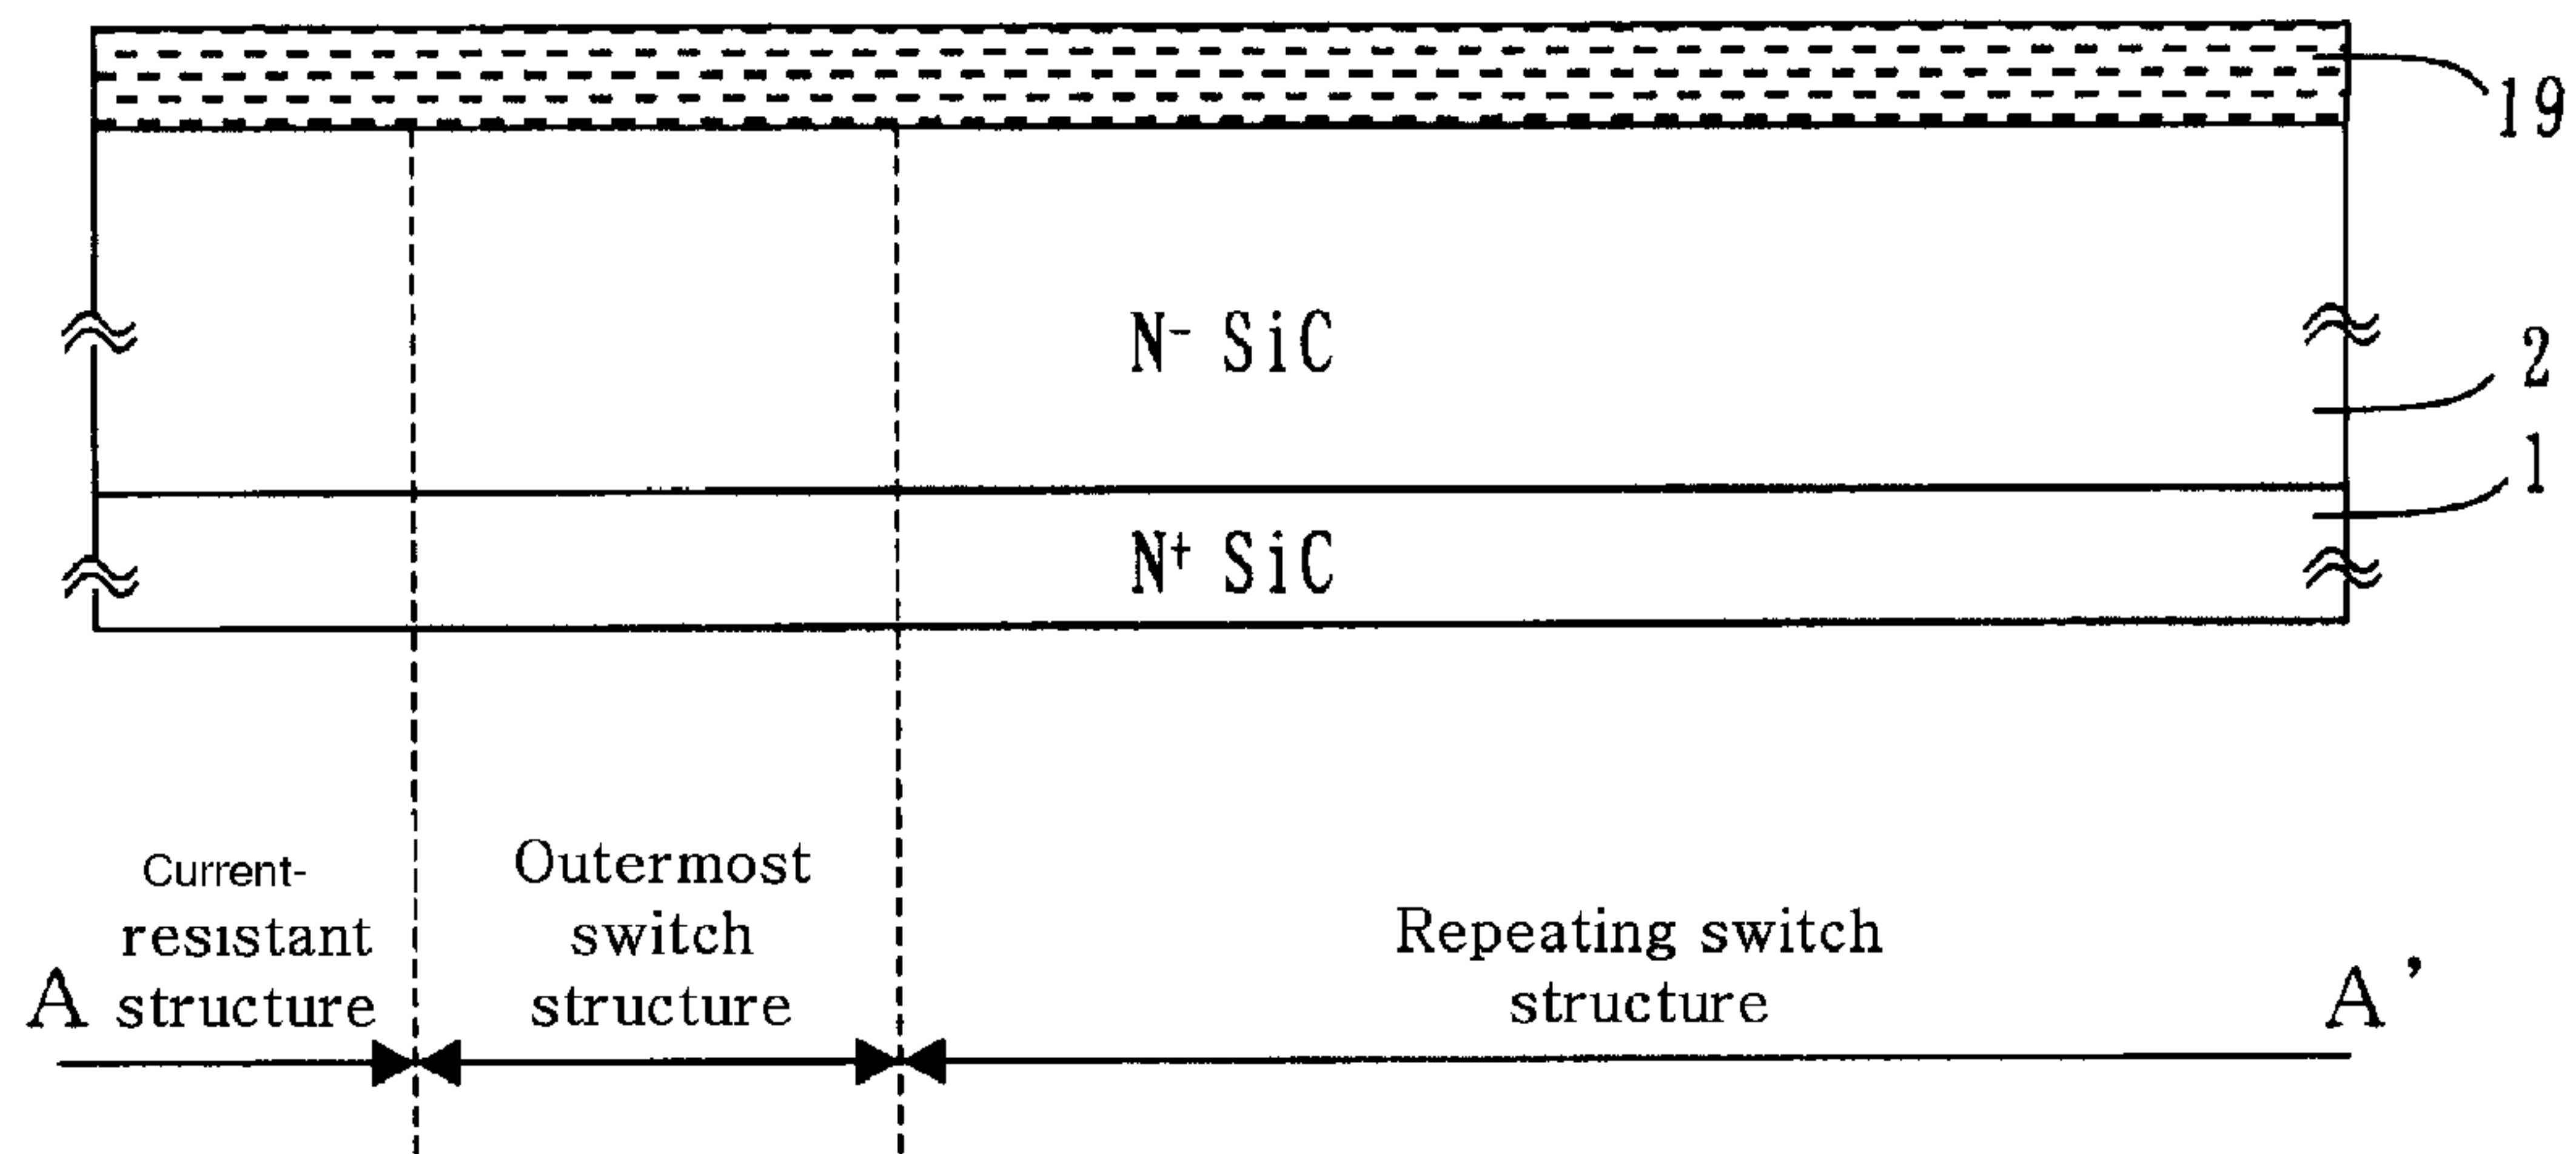 19
N- SiC
2
1
N+ SiC
Current-
resistant
structure
Outermost
switch
structure
Repeating switch
structure
A
A'